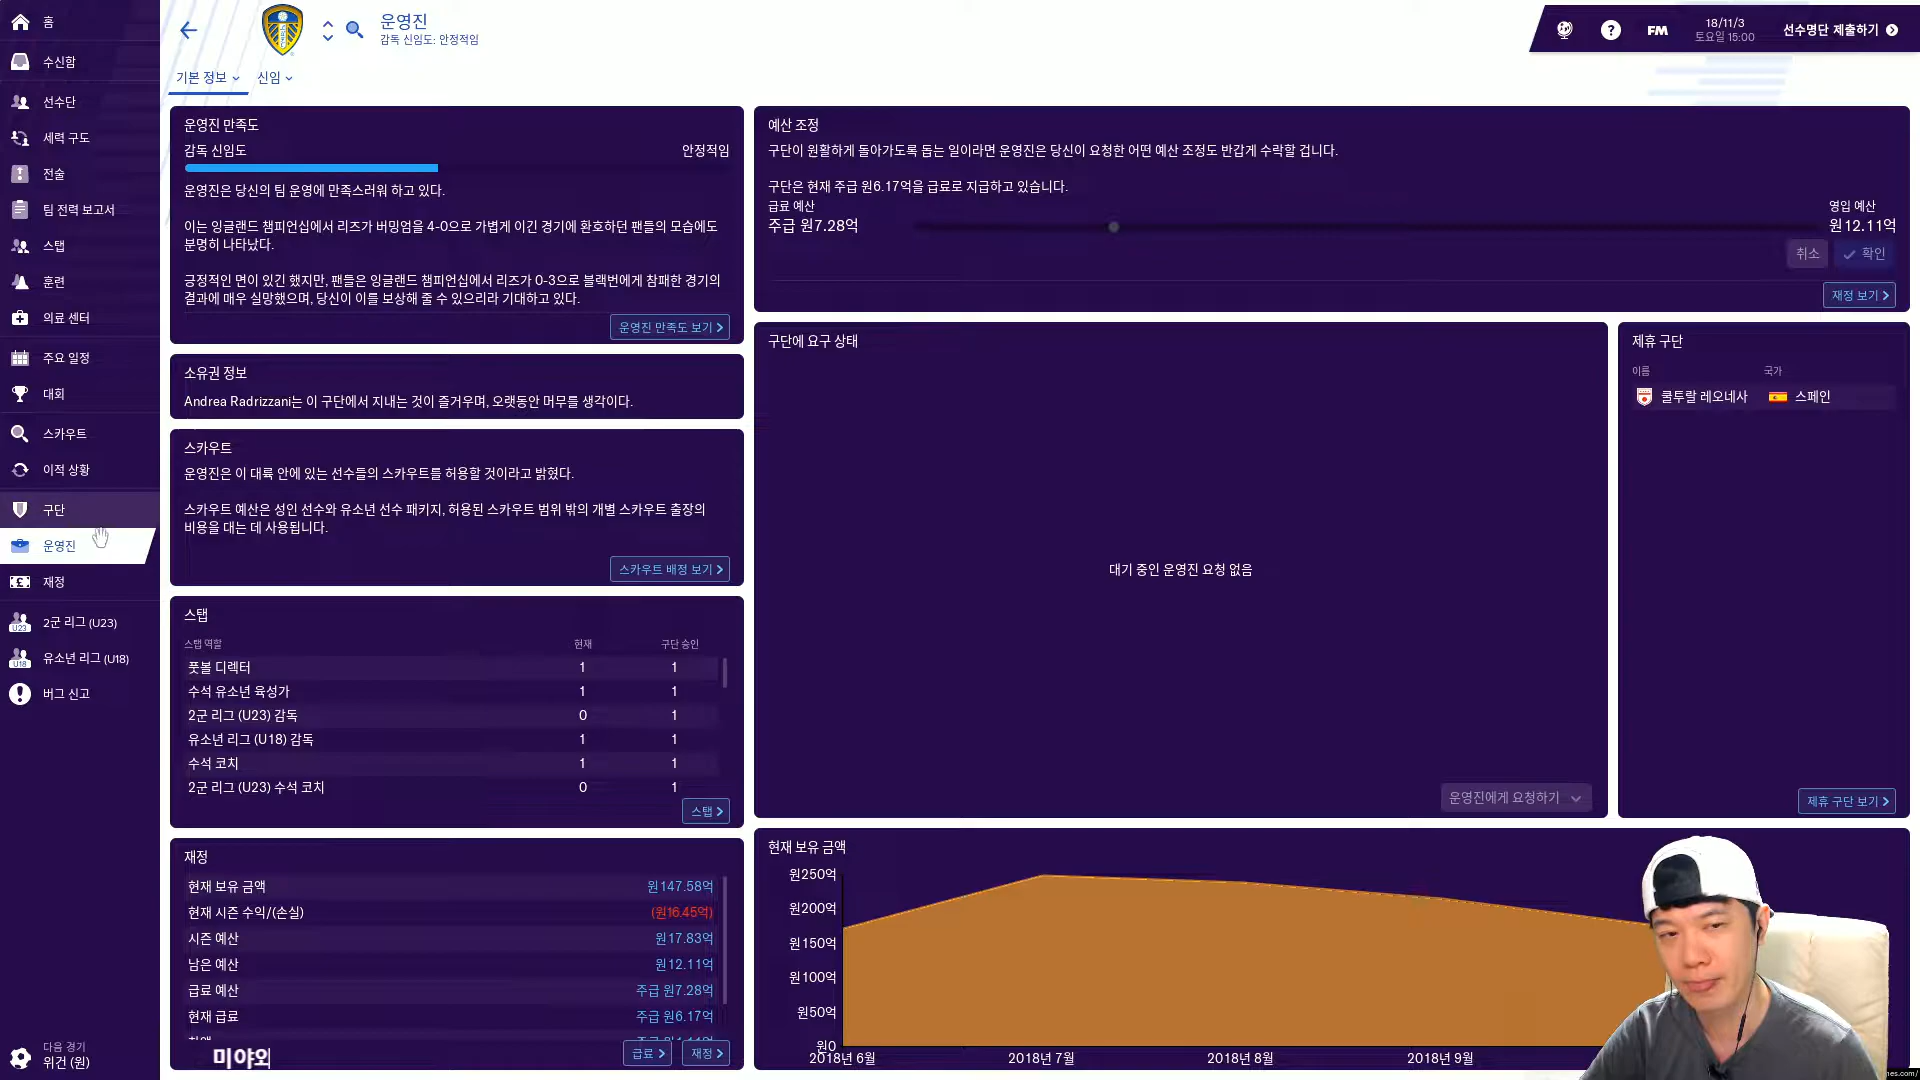 홈
수신함
선수단
세력 구도
전술
팀 전력 보고서
스탭
훈련
의료 센터
주요 일정
대회
스카우트
이적 상황
구단
운영진
재정
2군 리그 (U23)
유소년 리그 (U18)
버그 신고
다음 경기
위건 (원)
운영진
감독 신임도: 안정적임
기본 정보
신임
FM
18/11/3
토요일 15:00
선수명단 제출하기
운영진 만족도
감독 신임도
안정적임
운영진은 당신의 팀 운영에 만족스러워 하고 있다.
이는 잉글랜드 챔피언십에서 리즈가 버밍엄을 4-0으로 가볍게 이긴 경기에 환호하던 팬들의 모습에도
분명히 나타났다.
긍정적인 면이 있긴 했지만, 팬들은 잉글랜드 챔피언십에서 리즈가 0-3으로 블랙번에게 참패한 경기의
결과에 매우 실망했으며, 당신이 이를 보상해 줄 수 있으리라 기대하고 있다.
운영진 만족도 보기
소유권 정보
Andrea Radrizzani는 이 구단에서 지내는 것이 즐거우며, 오랫동안 머무를 생각이다.
스카우트
운영진은 이 대륙 안에 있는 선수들의 스카우트를 허용할 것이라고 밝혔다.
스카우트 예산은 성인 선수와 유소년 선수 패키지, 허용된 스카우트 범위 밖의 개별 스카우트 출장의
비용을 대는 데 사용됩니다.
스카우트 배정 보기
스탭
스탭 역할 현재 구단 승인
풋볼 디렉터 1 1
수석 유소년 육성가 1 1
2군 리그 (U23) 감독 0 1
유소년 리그 (U18) 감독 1 1
수석 코치 1 1
2군 리그 (U23) 수석 코치 0 1
스탭
재정
현재 보유 금액 원147.58억
현재 시즌 수익/(손실) (원16.45억)
시즌 예산 원17.83억
남은 예산 원12.11억
급료 예산 주급 원7.28억
현재 급료 주급 원6.17억
미야오
급료
재정
예산 조정
구단이 원활하게 돌아가도록 돕는 일이라면 운영진은 당신이 요청한 어떤 예산 조정도 반갑게 수락할 겁니다.
구단은 현재 주급 원6.17억을 급료로 지급하고 있습니다.
급료 예산
주급 원7.28억
영입 예산
원12.11억
취소
확인
재정 보기
구단에 요구 상태
대기 중인 운영진 요청 없음
운영진에게 요청하기
제휴 구단
이름 국가
쿨투랄 레오네사 스페인
제휴 구단 보기
현재 보유 금액
원250억
원200억
원150억
원100억
원50억
원0
2018년 6월 2018년 7월 2018년 8월 2018년 9월